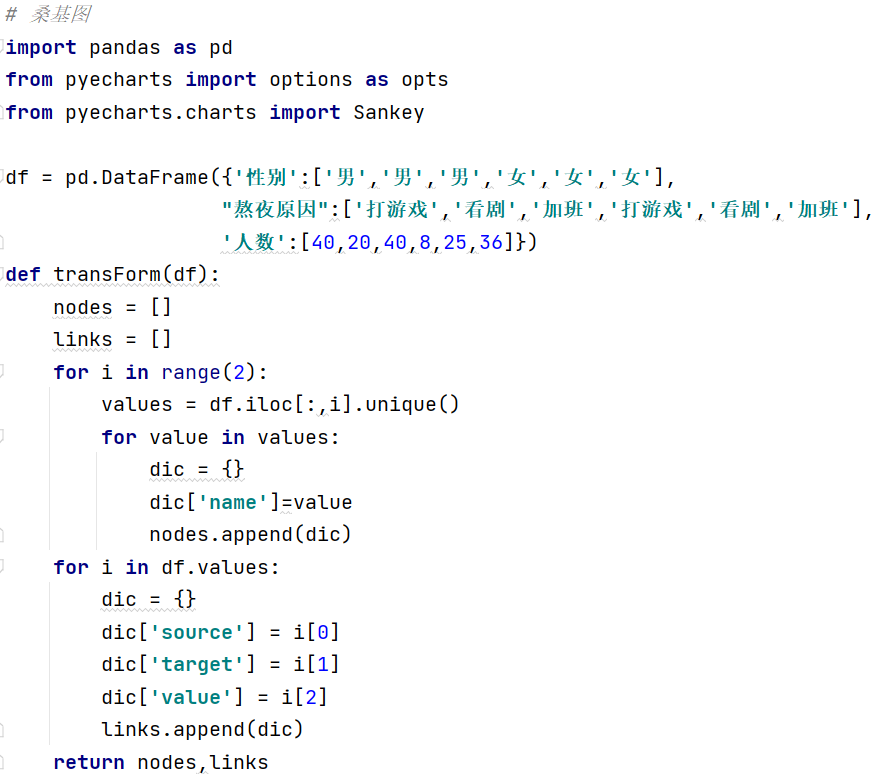 # 桑基图
import pandas as pd
from pyecharts import options as opts
from pyecharts.charts import Sankey
df = pd.DataFrame({'性别':['男','男','男','女','女','女'],
                  "熬夜原因":['打游戏','看剧','加班','打游戏','看剧','加班'],
                  '人数':[40,20,40,8,25,36]})
def transForm(df):
    nodes = []
    links = []
    for i in range(2):
        values = df.iloc[:,i].unique()
        for value in values:
            dic = {}
            dic['name']=value
            nodes.append(dic)
    for i in df.values:
        dic = {}
        dic['source'] = i[0]
        dic['target'] = i[1]
        dic['value'] = i[2]
        links.append(dic)
    return nodes,links